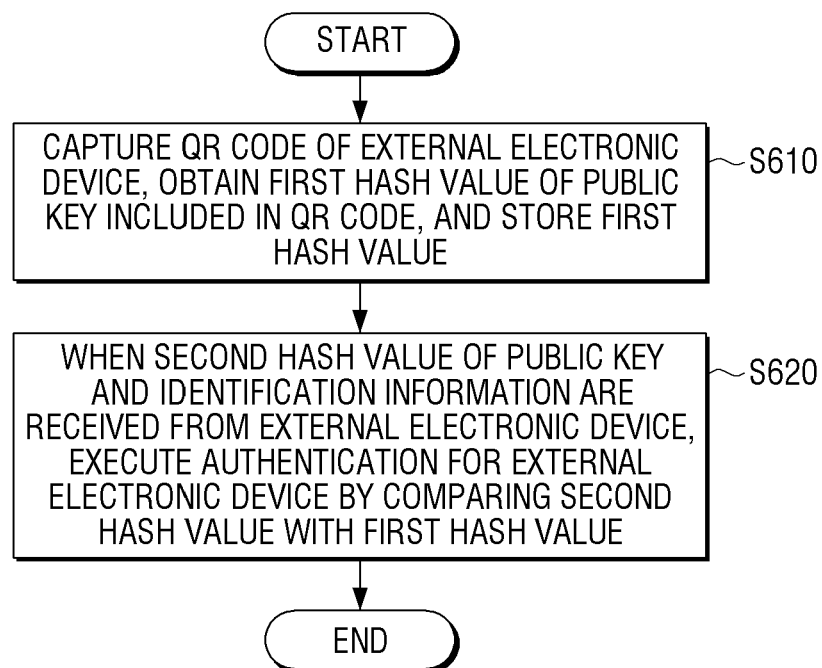 START
CAPTURE QR CODE OF EXTERNAL ELECTRONIC
DEVICE, OBTAIN FIRST HASH VALUE OF PUBLIC
KEY INCLUDED IN QR CODE, AND STORE FIRST
HASH VALUE
S610
WHEN SECOND HASH VALUE OF PUBLIC KEY
AND IDENTIFICATION INFORMATION ARE
RECEIVED FROM EXTERNAL ELECTRONIC DEVICE,
EXECUTE AUTHENTICATION FOR EXTERNAL
ELECTRONIC DEVICE BY COMPARING SECOND
HASH VALUE WITH FIRST HASH VALUE
S620
END